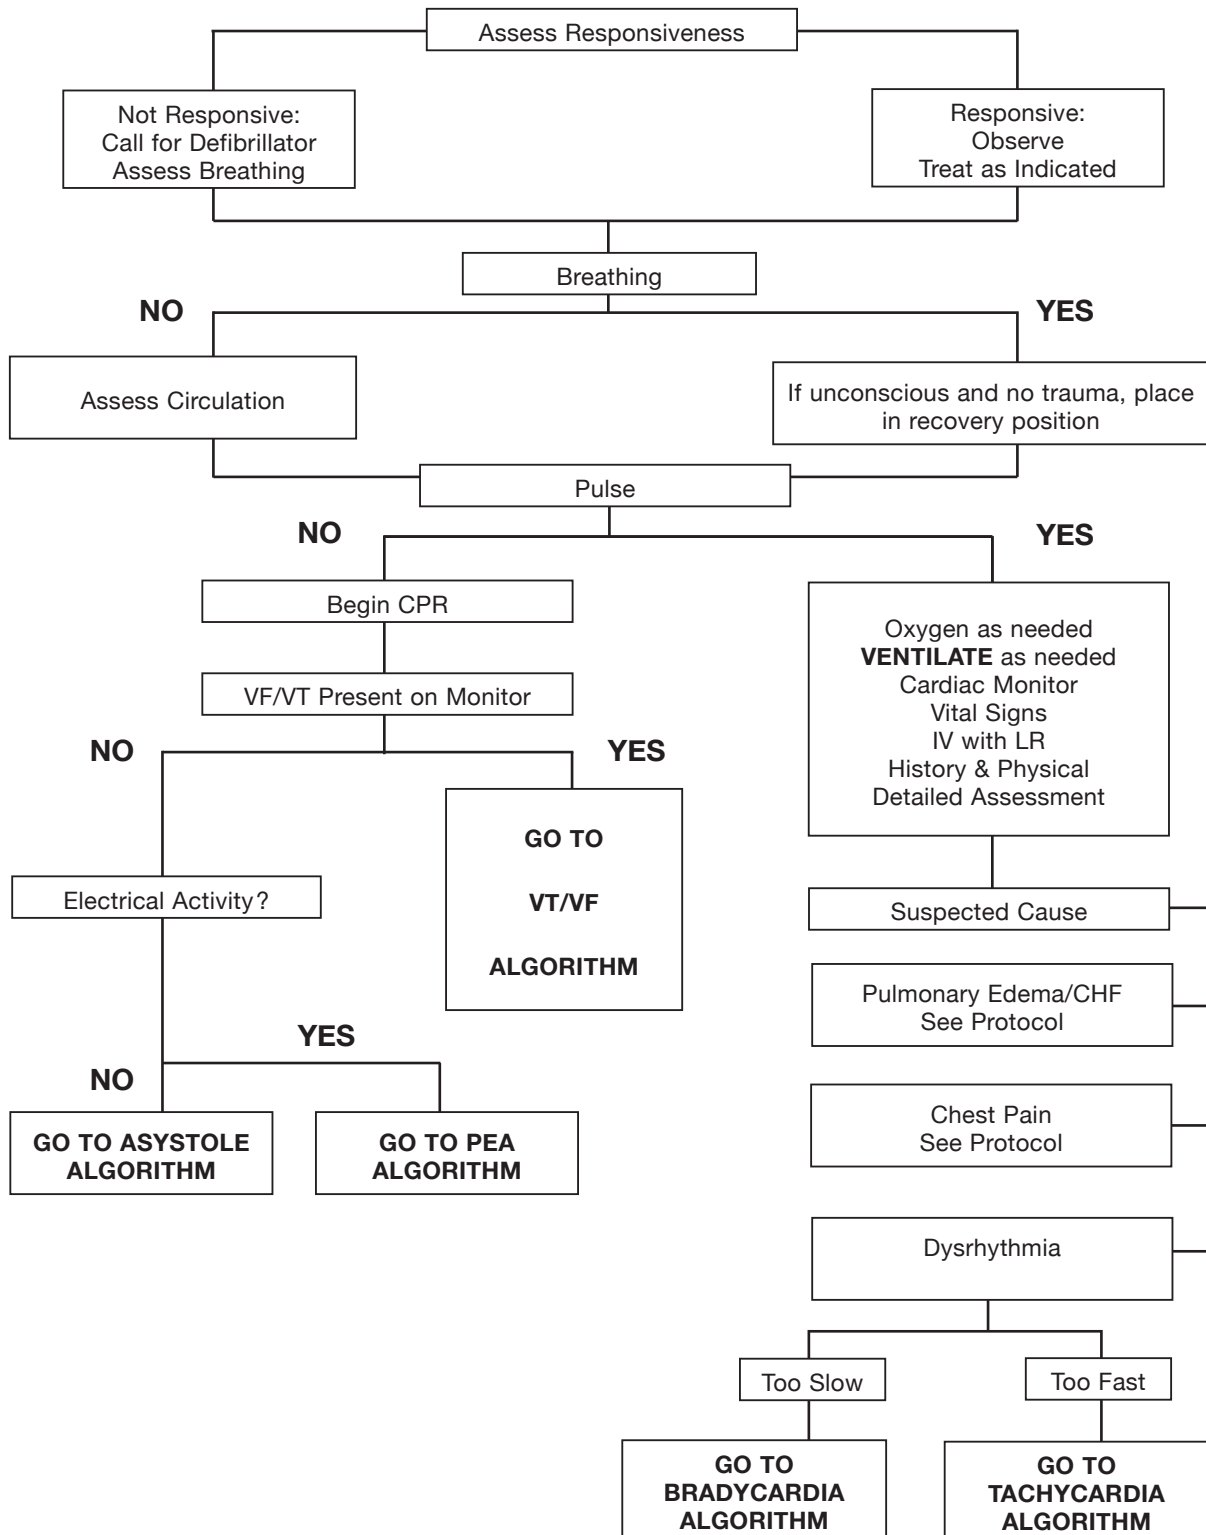 Assess Responsiveness
Not Responsive:
Call for Defibrillator
Assess Breathing
Responsive:
Observe
Treat as Indicated
Breathing
NO
YES
Assess Circulation
If unconscious and no trauma, place
in recovery position
Pulse
NO
YES
Begin CPR
VF/VT Present on Monitor
Oxygen as needed
VENTILATE as needed
Cardiac Monitor
Vital Signs
IV with LR
History & Physical
Detailed Assessment
NO
YES
GO TO
VT/VF
ALGORITHM
Electrical Activity?
Suspected Cause
Pulmonary Edema/CHF
See Protocol
YES
NO
GO TO ASYSTOLE
ALGORITHM
GO TO PEA
ALGORITHM
Chest Pain
See Protocol
Dysrhythmia
Too Slow
Too Fast
GO TO
BRADYCARDIA
ALGORITHM
GO TO
TACHYCARDIA
ALGORITHM